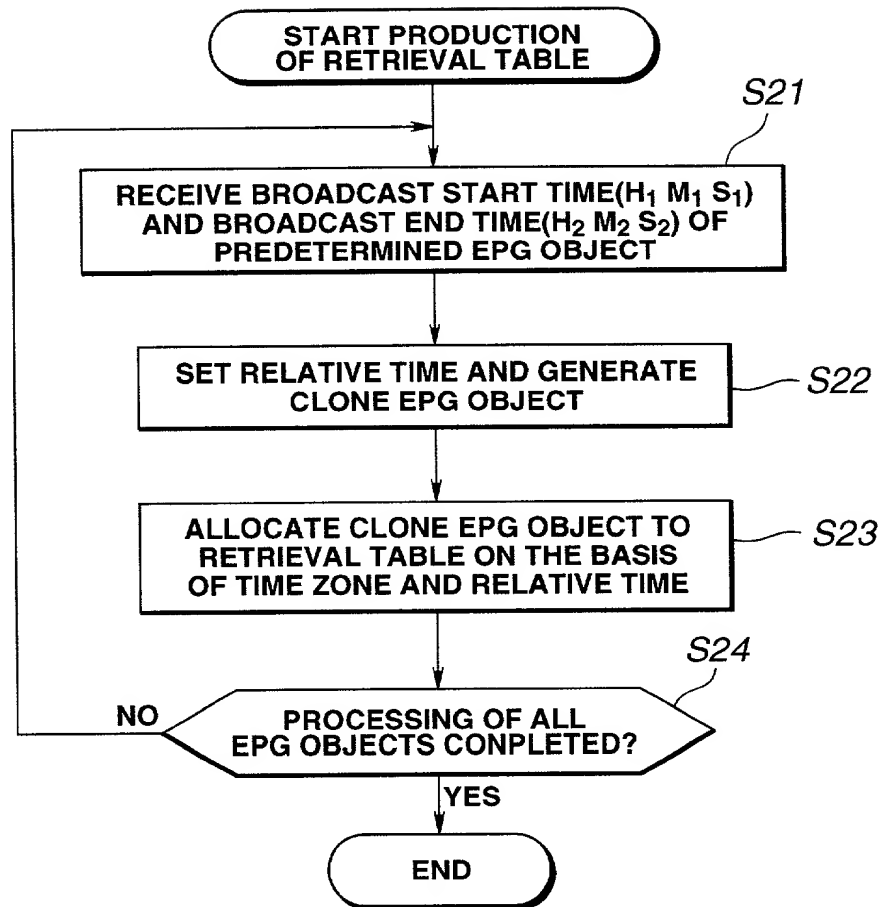 START PRODUCTION
OF RETRIEVAL TABLE
S21
RECEIVE BROADCAST START TIME(H₁ M₁ S₁)
AND BROADCAST END TIME(H₂ M₂ S₂) OF
PREDETERMINED EPG OBJECT
SET RELATIVE TIME AND GENERATE
CLONE EPG OBJECT
S22
ALLOCATE CLONE EPG OBJECT TO
RETRIEVAL TABLE ON THE BASIS
OF TIME ZONE AND RELATIVE TIME
S23
S24
NO
PROCESSING OF ALL
EPG OBJECTS CONPLETED?
YES
END